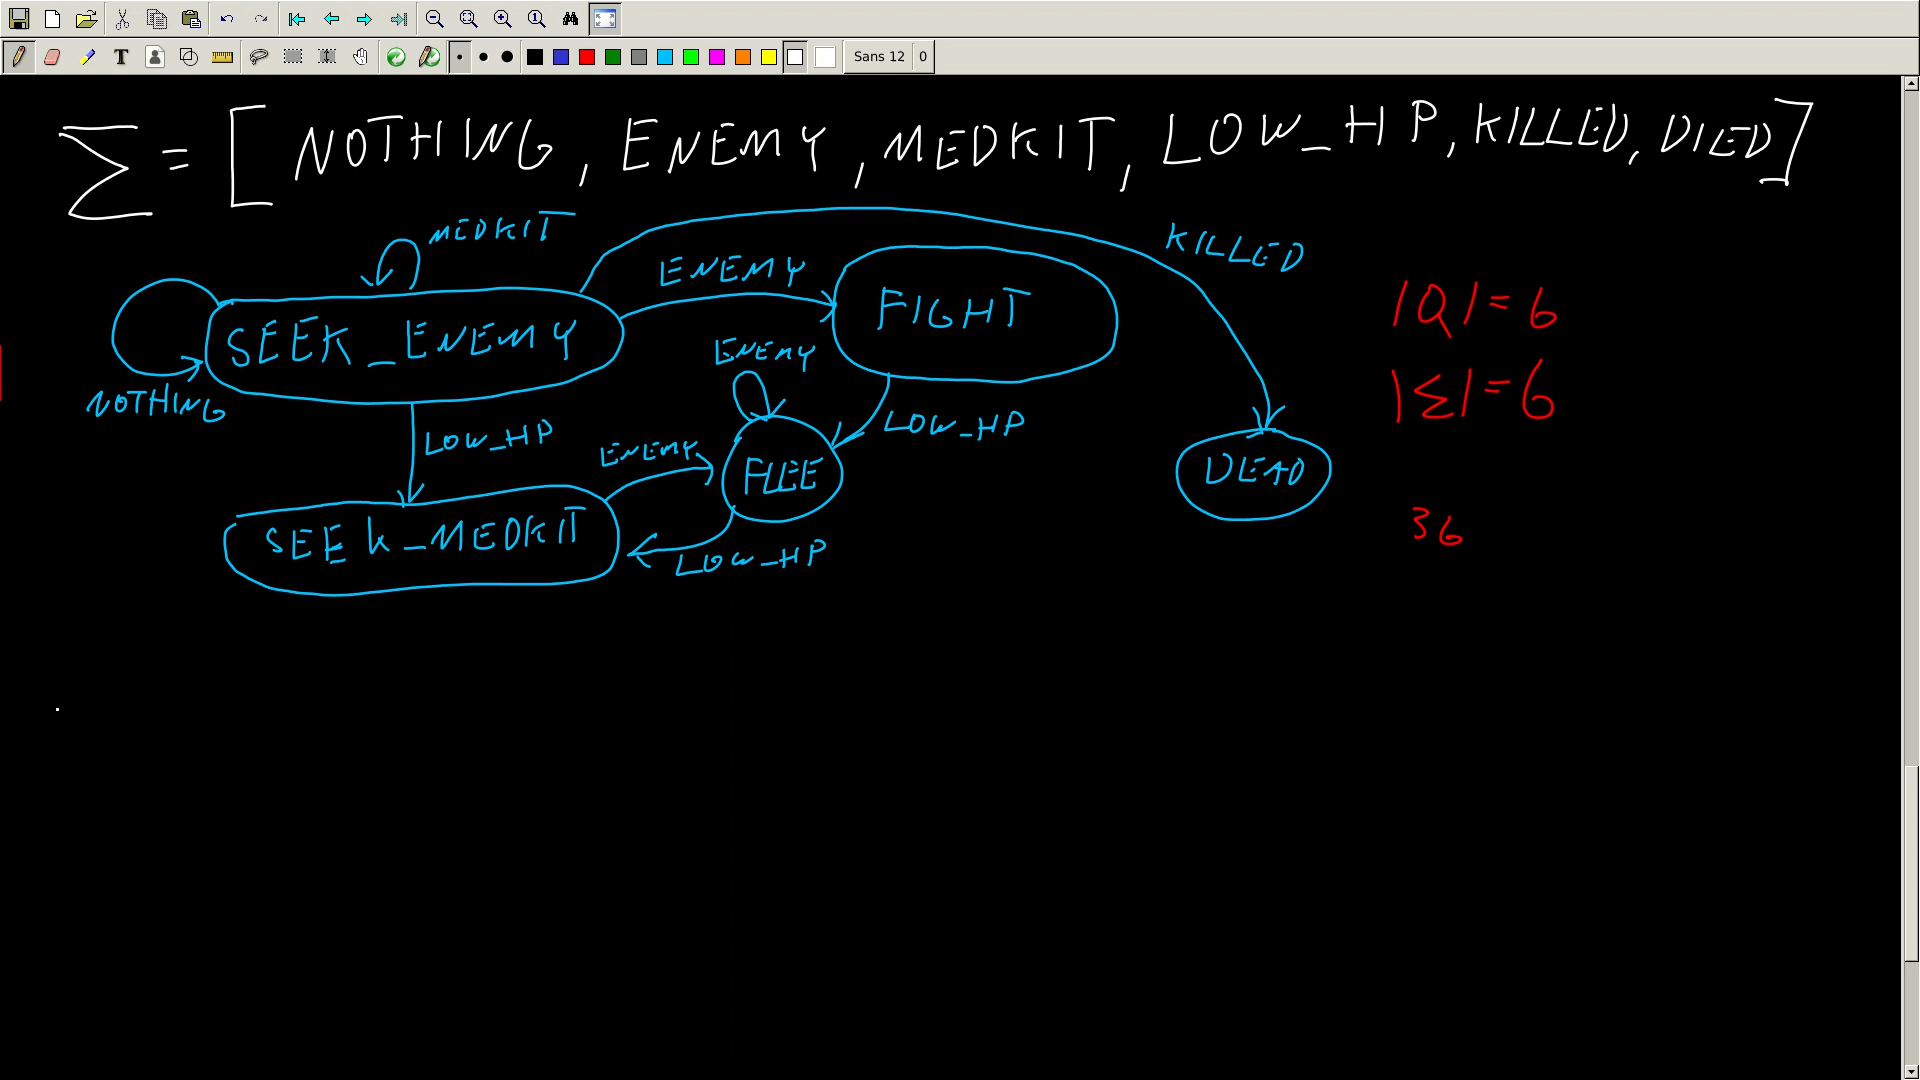 Sans 12 0
Σ = [ NOTHING, ENEMY, MEDKIT, LOW_HP, KILLED, DIED]
MEDKIT
KILLED
ENEMY
FIGHT
|Q|=6
SEEK_ENEMY
ENEMY
|Σ|=6
NOTHING
LOW_HP
LOW_HP
ENEMY
FLEE
DEAD
36
SEEK_MEDKIT
LOW_HP